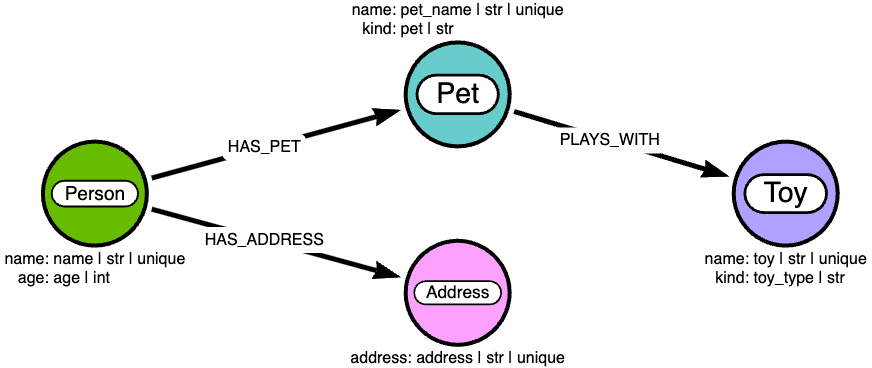 name: pet_name | str | unique
kind: pet | str
Pet
HAS_PET
PLAYS_WITH
Person
Toy
name: name | str | unique
age: age | int
HAS_ADDRESS
name: toy | str | unique
kind: toy_type | str
Address
address: address | str | unique